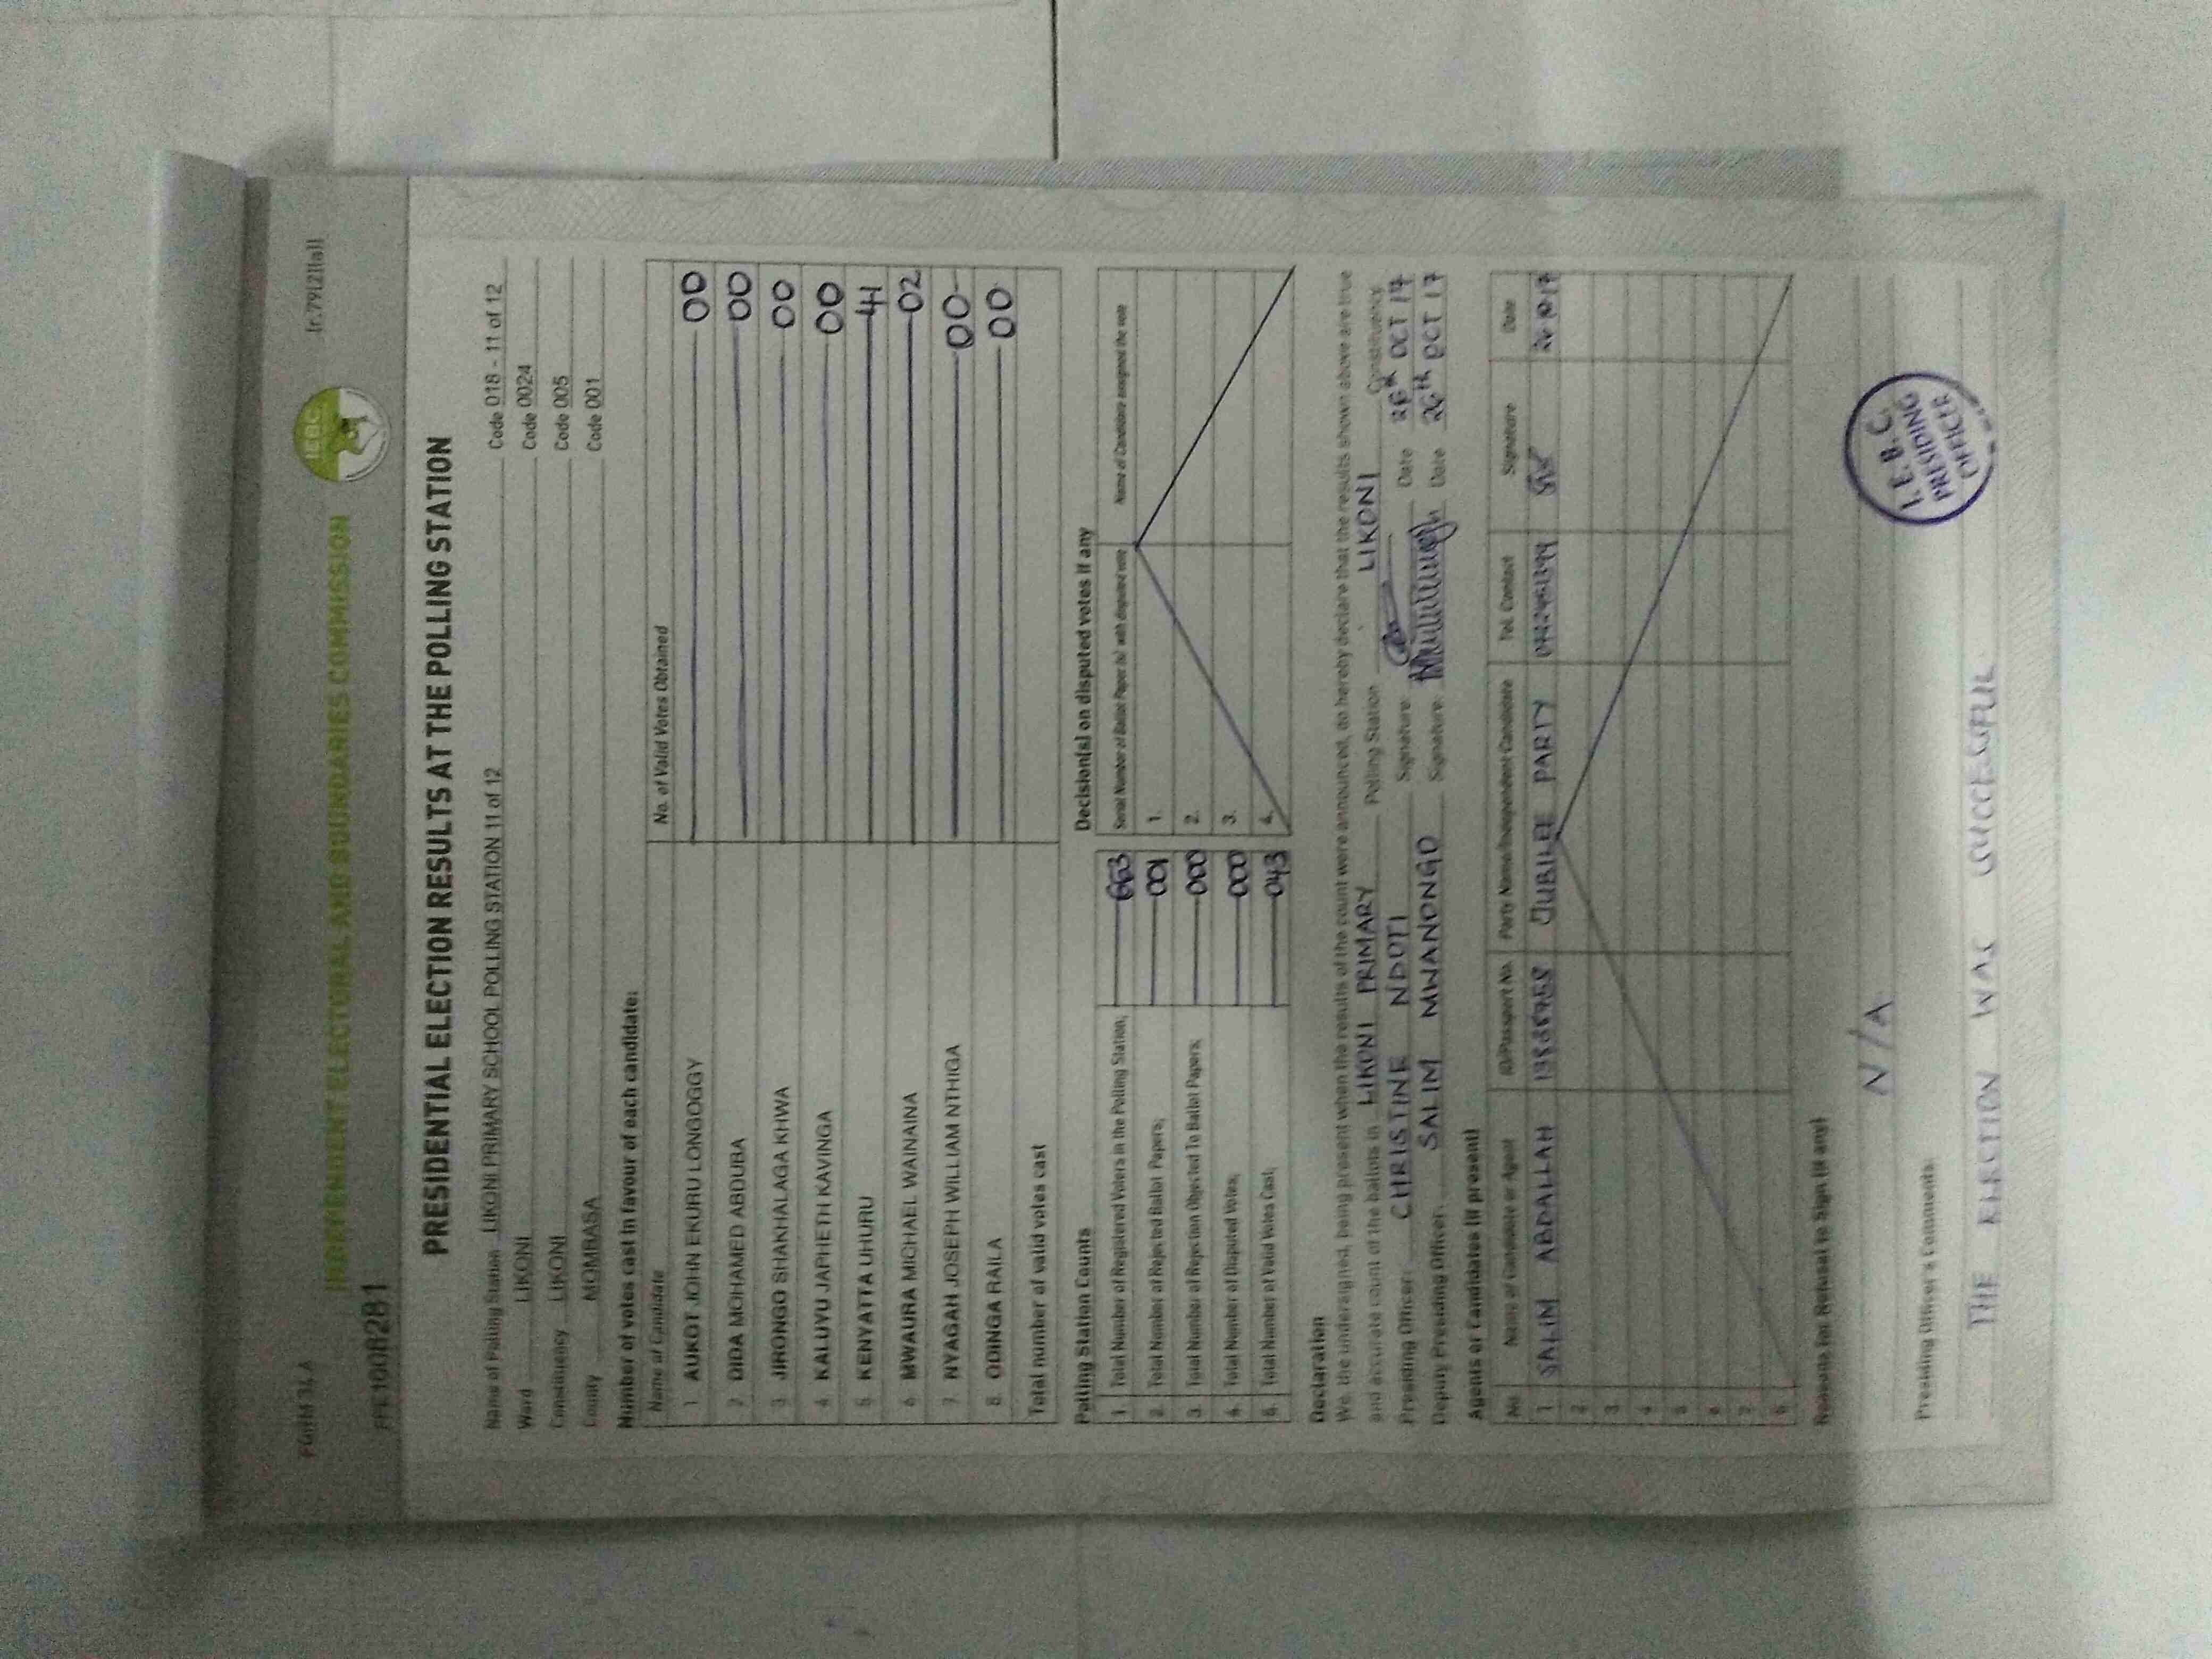 FORM 34A
(r.79(2)(a))
IEBC
INDEPENDENT ELECTORAL AND BOUNDARIES COMMISSION
PRESIDENTIAL ELECTION RESULTS AT THE POLLING STATION
Name of Polling Station LIKONI PRIMARY SCHOOL POLLING STATION 11 of 12 Code 018 - 11 of 12
Ward LIKONI Code 0024
Constituency LIKONI Code 005
County MOMBASA Code 001
Number of votes cast in favour of each candidate:
Name of Candidate No. of Valid Votes Obtained
1 AUKOT JOHN EKURU LONGOGGY 00
2 DIDA MOHAMED ABDUBA 00
3 JIRONGO SHAKHALAGA KHWA 00
4 KALUYU JAPHETH KAVINGA 00
5 KENYATTA UHURU 41
6 MWAURA MICHAEL WAINAINA 02
7 NYAGAH JOSEPH WILLIAM NTHIGA 00
8 ODINGA RAILA 00
Total number of valid votes cast
Polling Station Counts
1. Total Number of Registered Voters in the Polling Station;
2. Total Number of Rejected Ballot Papers; 001
3. Total Number of Rejection Objected To Ballot Papers; 000
4. Total Number of Disputed Votes; 000
5. Total Number of Valid Votes Cast; 043
Decision(s) on disputed votes if any
Serial Number of Ballot Paper (s) with disputed vote Name of Candidate assigned the vote
1.
2.
3.
4.
Declaration
We, the undersigned, being present when the results of the count were announced, do hereby declare that the results shown above are true
and accurate count of the ballots in LIKONI PRIMARY Polling Station LIKONI Constituency
Presiding Officer: CHRISTINE NDOTI Signature Date 26th OCT 17
Deputy Presiding Officer: SALIM MWANONGO Signature: Date 26th OCT 17
Agents or Candidates (if present)
No. Name of Candidate or Agent ID/Passport No. Party Name/Independent Candidate Tel. Contact Signature Date
1 SALIM ABDALLAH JUBILEE PARTY
2
3
4
5
6
7
8
Reasons for Refusal to Sign (if any)
N/A
I.E.B.C.
PRESIDING
OFFICER
Presiding Officer's Comments:
THE ELECTION WAS SUCCESSFUL